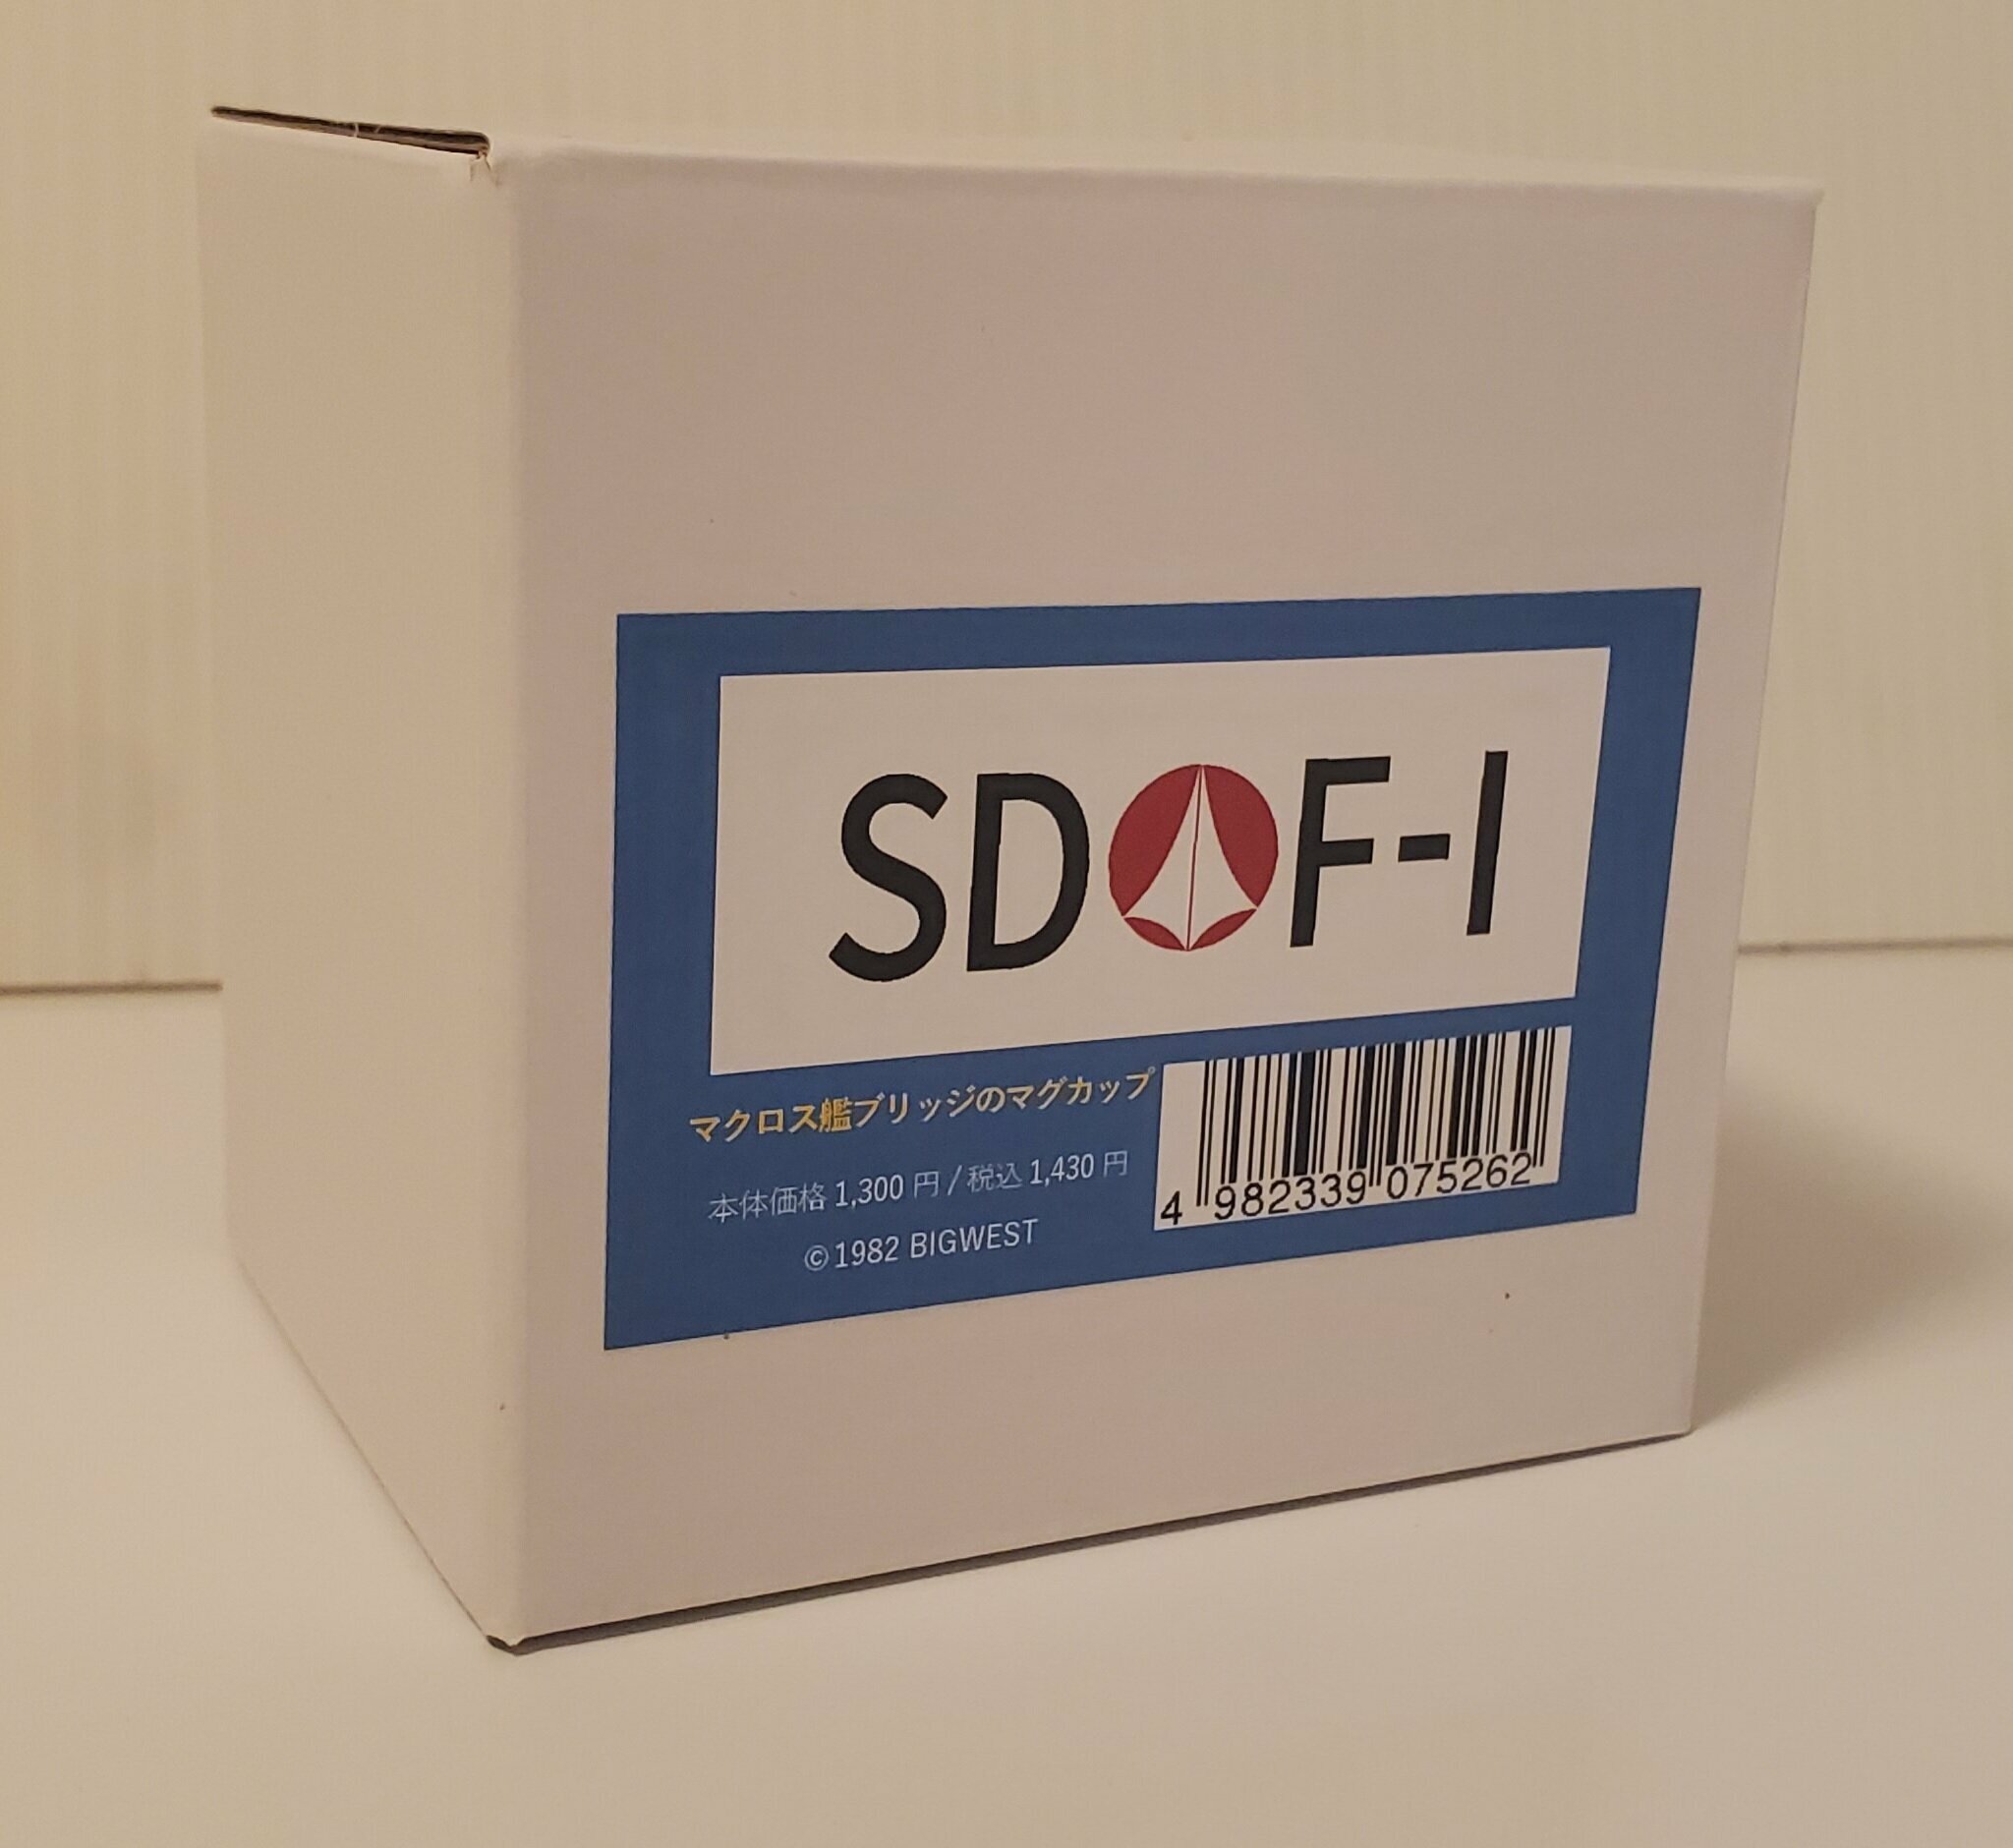 SDF-1
マクロス艦ブリッジのマグカップ
本体価格 1,300 円 / 税込 1,430 円
©1982 BIGWEST
4 982339 075262